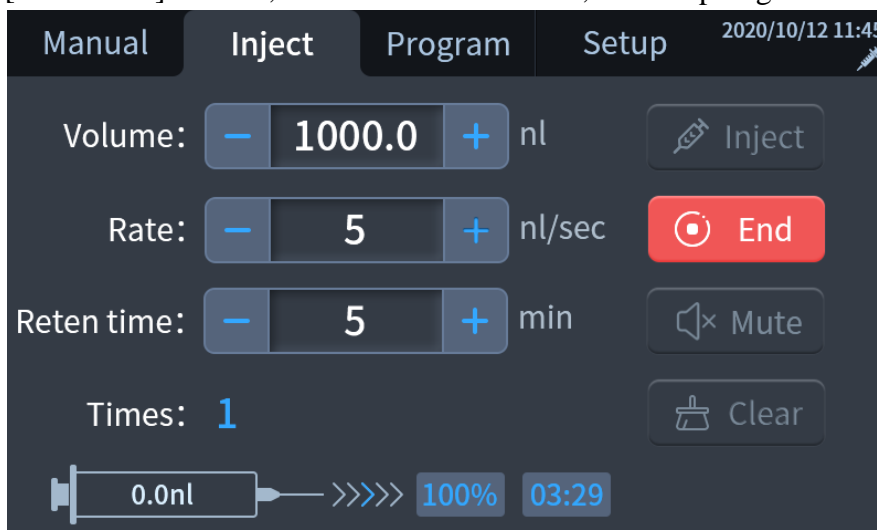 Manual Inject Program Setup 2020/10/12 11:45
Volume: − 1000.0 + nl Inject
Rate: − 5 + nl/sec End
Reten time: − 5 + min Mute
Times: 1 Clear
0.0nl 100% 03:29